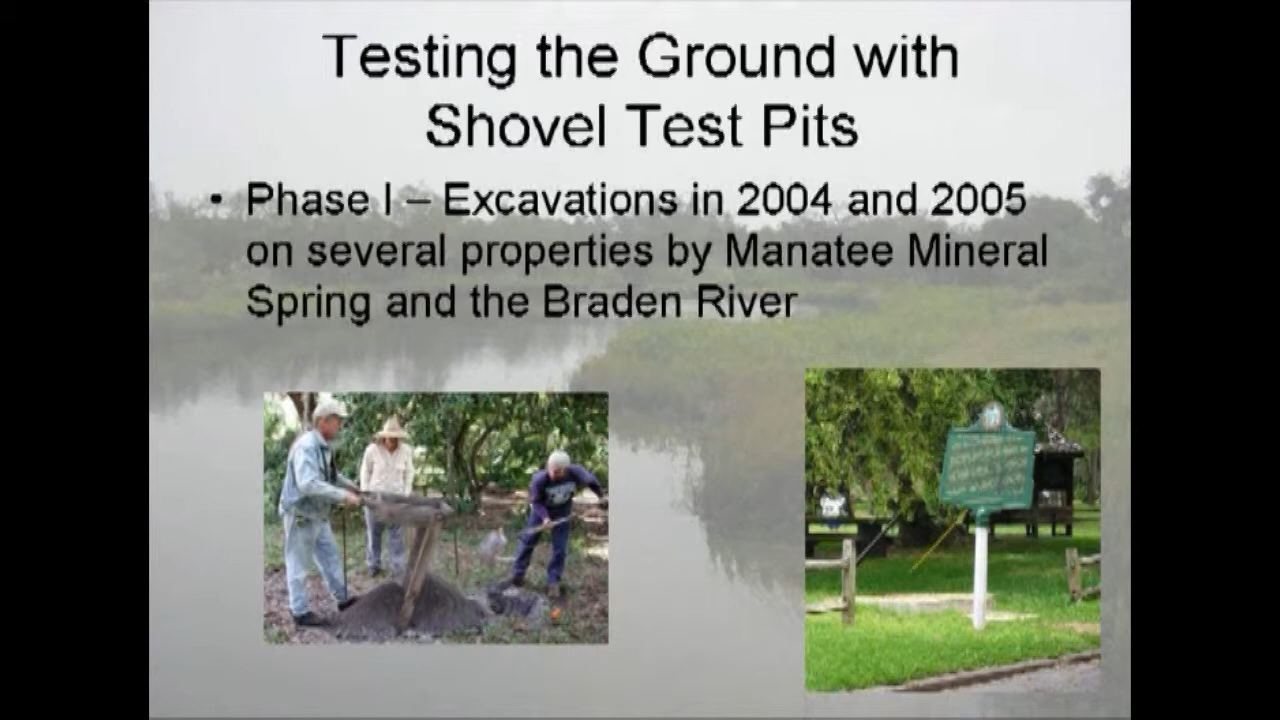 Testing the Ground with
Shovel Test Pits
• Phase I – Excavations in 2004 and 2005
on several properties by Manatee Mineral
Spring and the Braden River